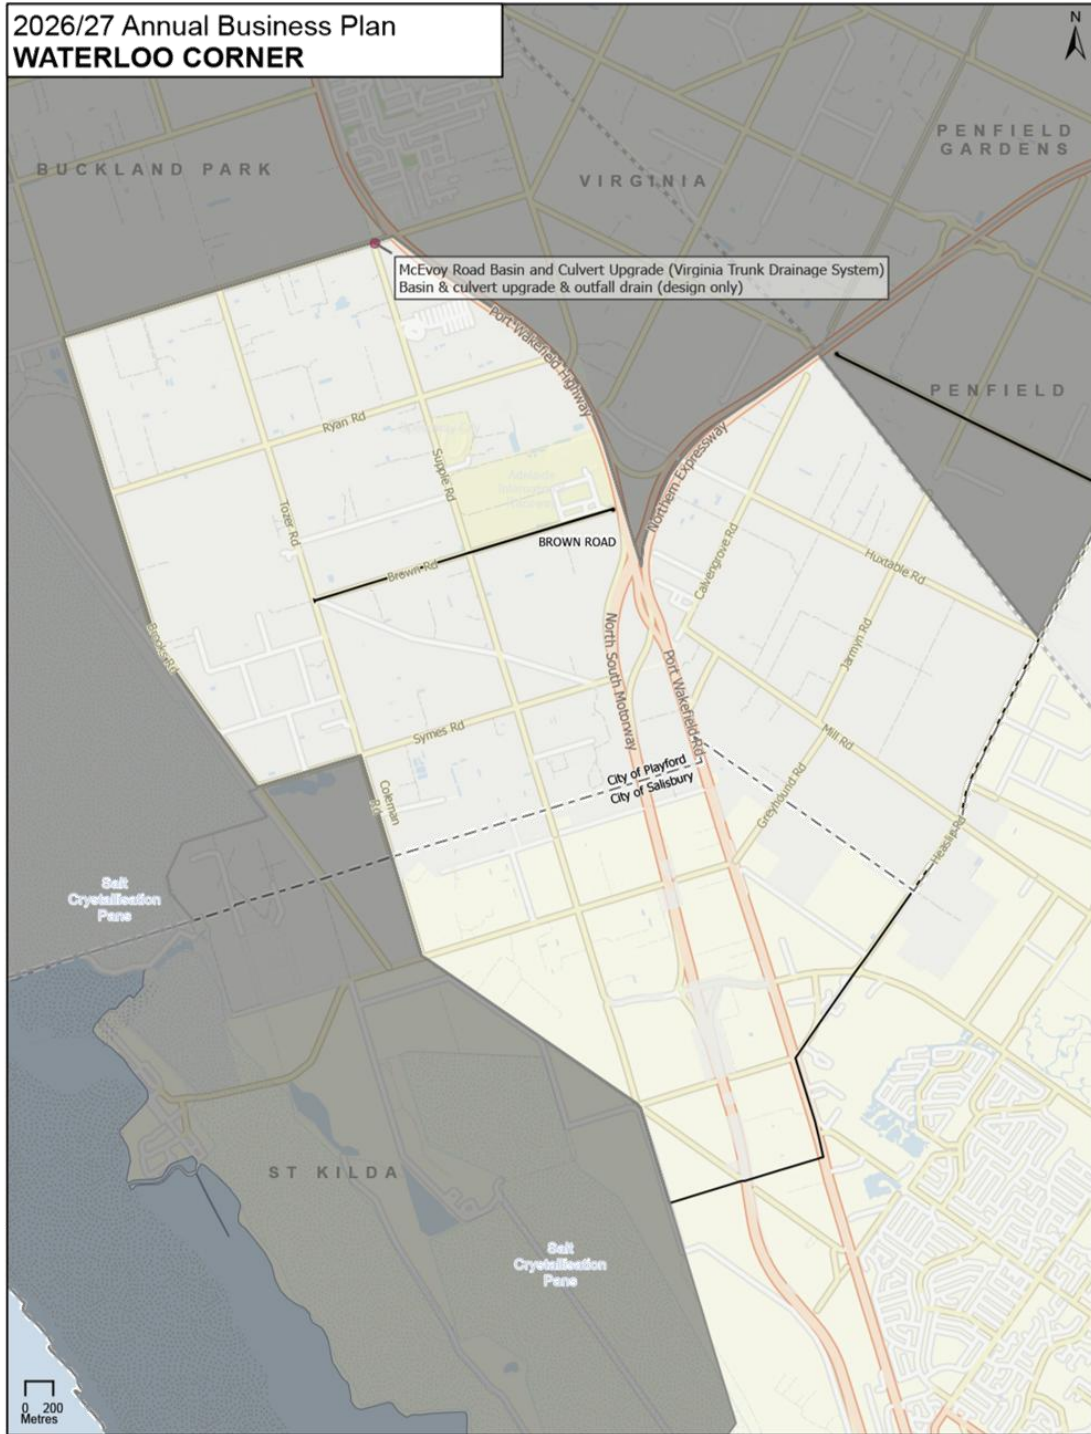 2026/27 Annual Business Plan
WATERLOO CORNER
N
PENFIELD
GARDENS
BUCKLAND PARK
VIRGINIA
McEvoy Road Basin and Culvert Upgrade (Virginia Trunk Drainage System)
Basin & culvert upgrade & outfall drain (design only)
Port Wakefield Highway
PENFIELD
Ryan Rd
Supple Rd
Northern Expressway
Tozer Rd
BROWN ROAD
Brown Rd
Calvengrove Rd
Huxtable Rd
Brooks Rd
North South Motorway
Port Wakefield Rd
Jarmyn Rd
Symes Rd
Mill Rd
City of Playford
City of Salisbury
Coleman
Rd
Greyhound Rd
Heaslip Rd
Salt
Crystallisation
Pans
ST KILDA
Salt
Crystallisation
Pans
0 200
Metres